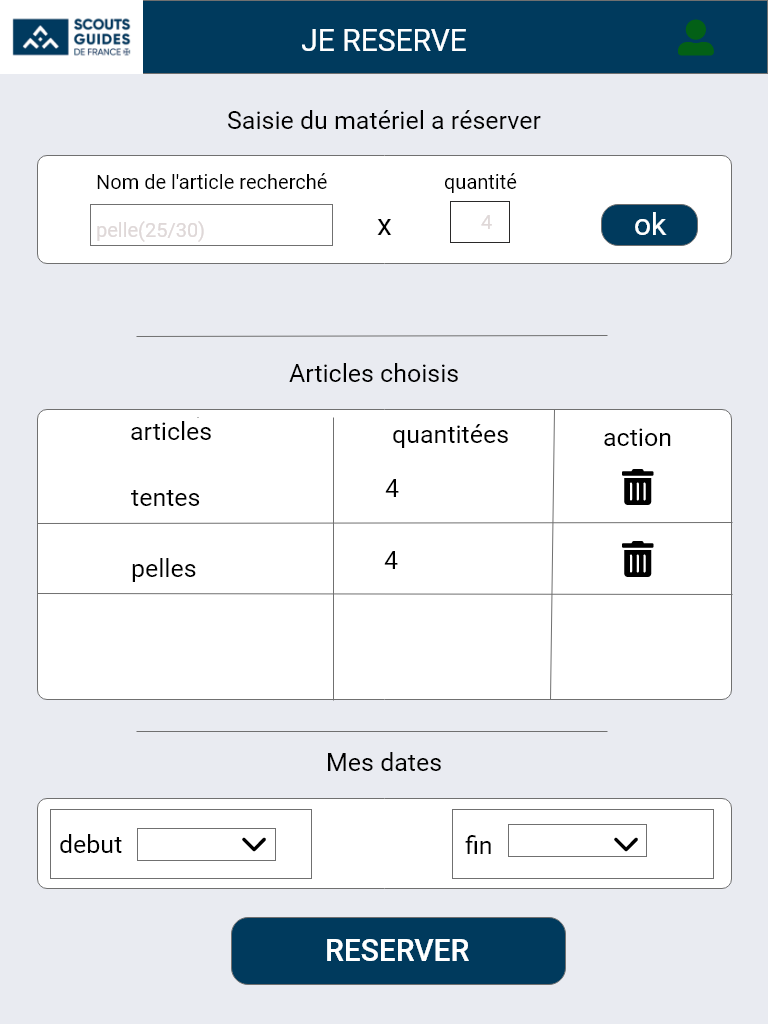 SCOUTS
GUIDES
DE FRANCE
JE RESERVE
Saisie du matériel a réserver
Nom de l'article recherché
quantité
pelle(25/30)
x
4
ok
Articles choisis
articles
quantitées
action
tentes
4
pelles
4
Mes dates
debut
fin
RESERVER